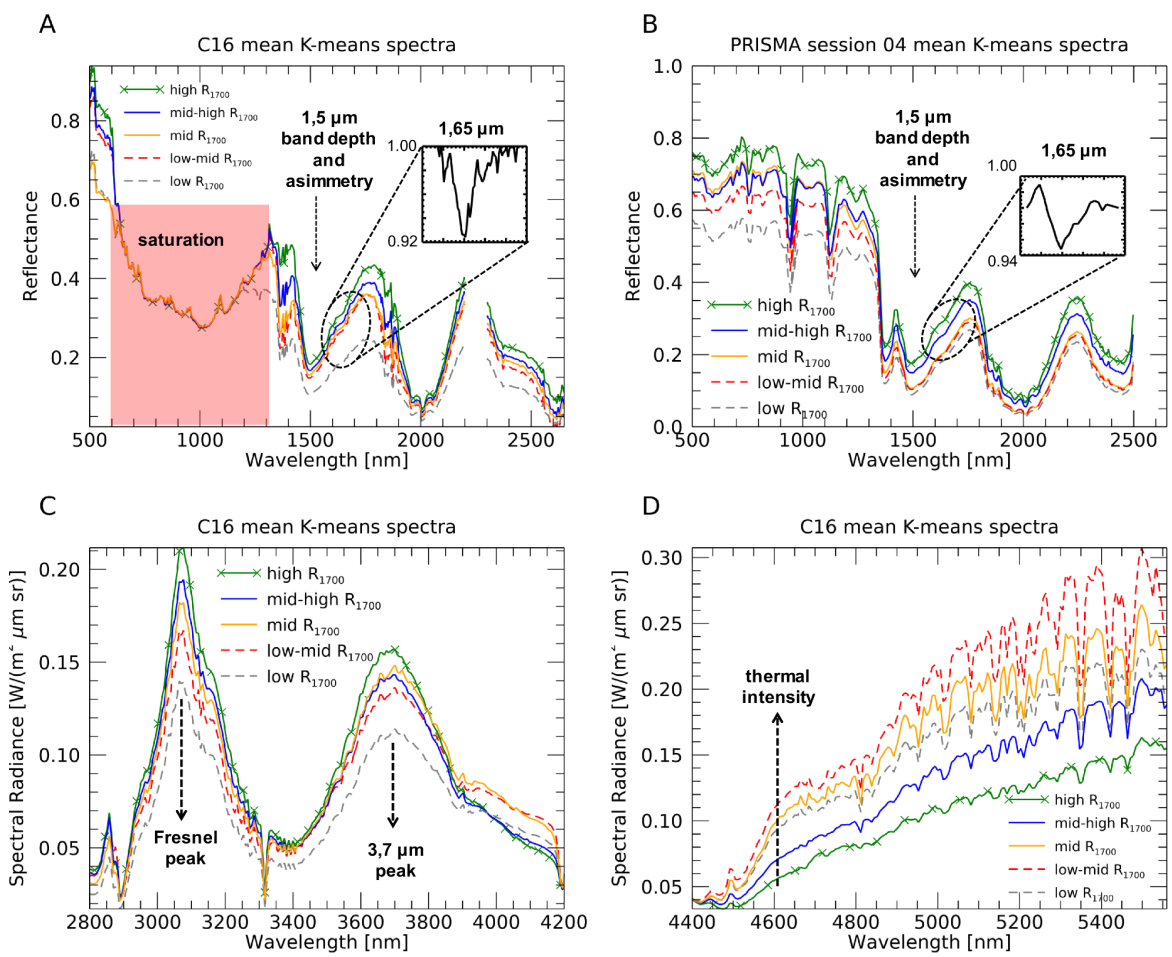 A
C16 mean K-means spectra
Reflectance
0.8
0.6
0.4
0.2
high R1700
mid-high R1700
mid R1700
low-mid R1700
low R1700
1,5 µm
band depth
and
asimmetry
1,65 µm
1.00
0.92
saturation
500 1000 1500 2000 2500
Wavelength [nm]
B
PRISMA session 04 mean K-means spectra
Reflectance
1.0
0.8
0.6
0.4
0.2
0.0
1,5 µm
band depth
and
asimmetry
1,65 µm
1.00
0.94
high R1700
mid-high R1700
mid R1700
low-mid R1700
low R1700
500 1000 1500 2000 2500
Wavelength [nm]
C
C16 mean K-means spectra
Spectral Radiance [W/(m² µm sr)]
0.20
0.15
0.10
0.05
high R1700
mid-high R1700
mid R1700
low-mid R1700
low R1700
Fresnel
peak
3,7 µm
peak
2800 3000 3200 3400 3600 3800 4000 4200
Wavelength [nm]
D
C16 mean K-means spectra
Spectral Radiance [W/(m² µm sr)]
0.30
0.25
0.20
0.15
0.10
0.05
thermal
intensity
high R1700
mid-high R1700
mid R1700
low-mid R1700
low R1700
4400 4600 4800 5000 5200 5400
Wavelength [nm]